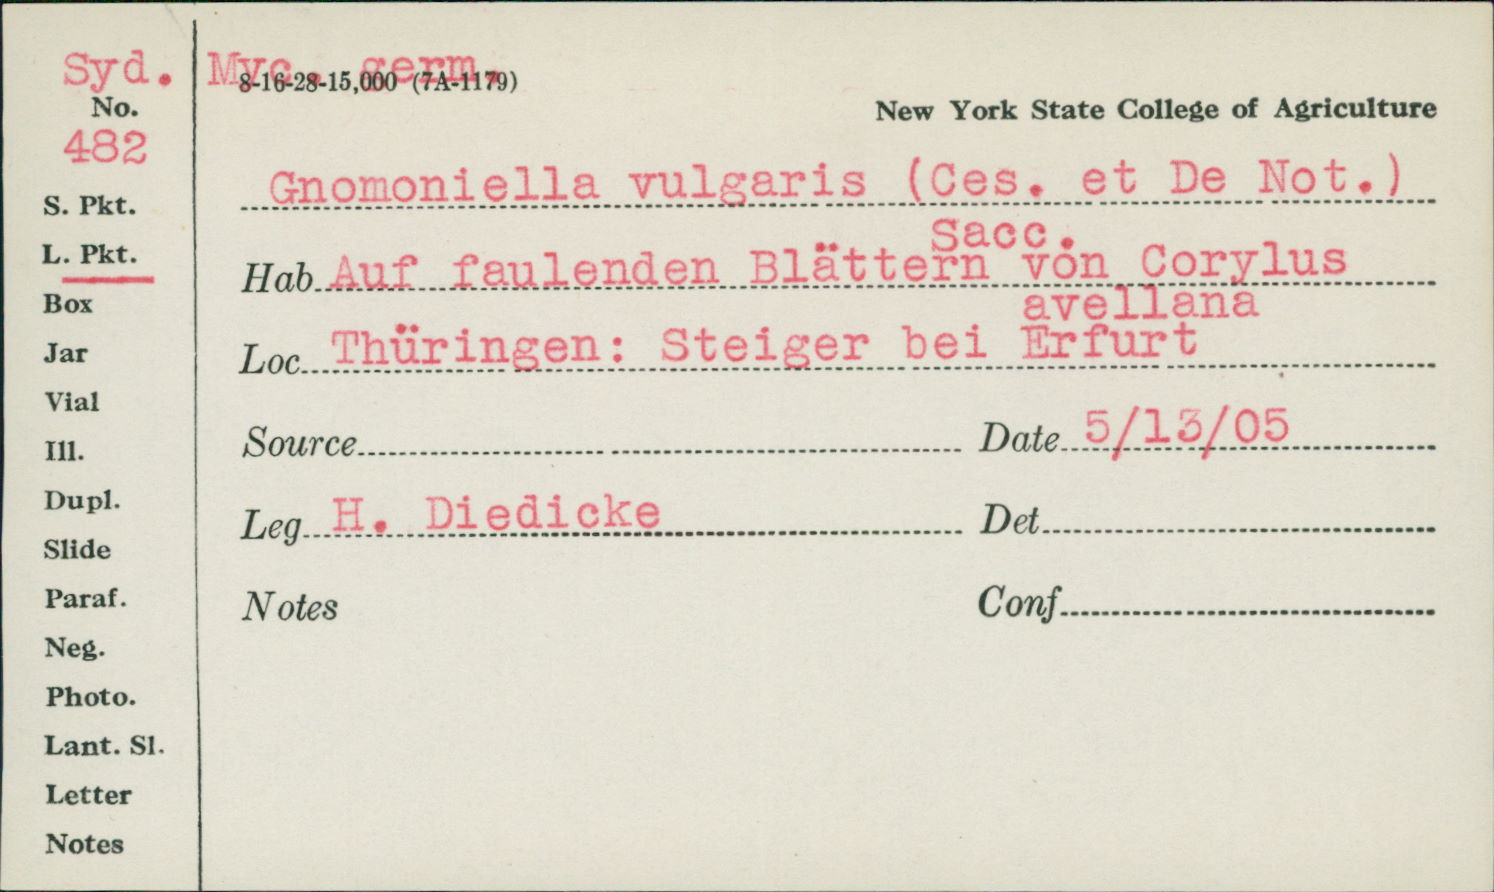 Syd. Myc. germ.
8-16-28-15,000 (7A-1179)
No.
482
New York State College of Agriculture
Gnomoniella vulgaris (Ces. et De Not.)
Sacc.
S. Pkt.
L. Pkt.
Box
Jar
Vial
Ill.
Dupl.
Slide
Paraf.
Neg.
Photo.
Lant. Sl.
Letter
Notes
Hab Auf faulenden Blättern von Corylus
avellana
Loc Thüringen: Steiger bei Erfurt
Source
Date 5/13/05
Leg H. Diedicke
Det
Notes
Conf